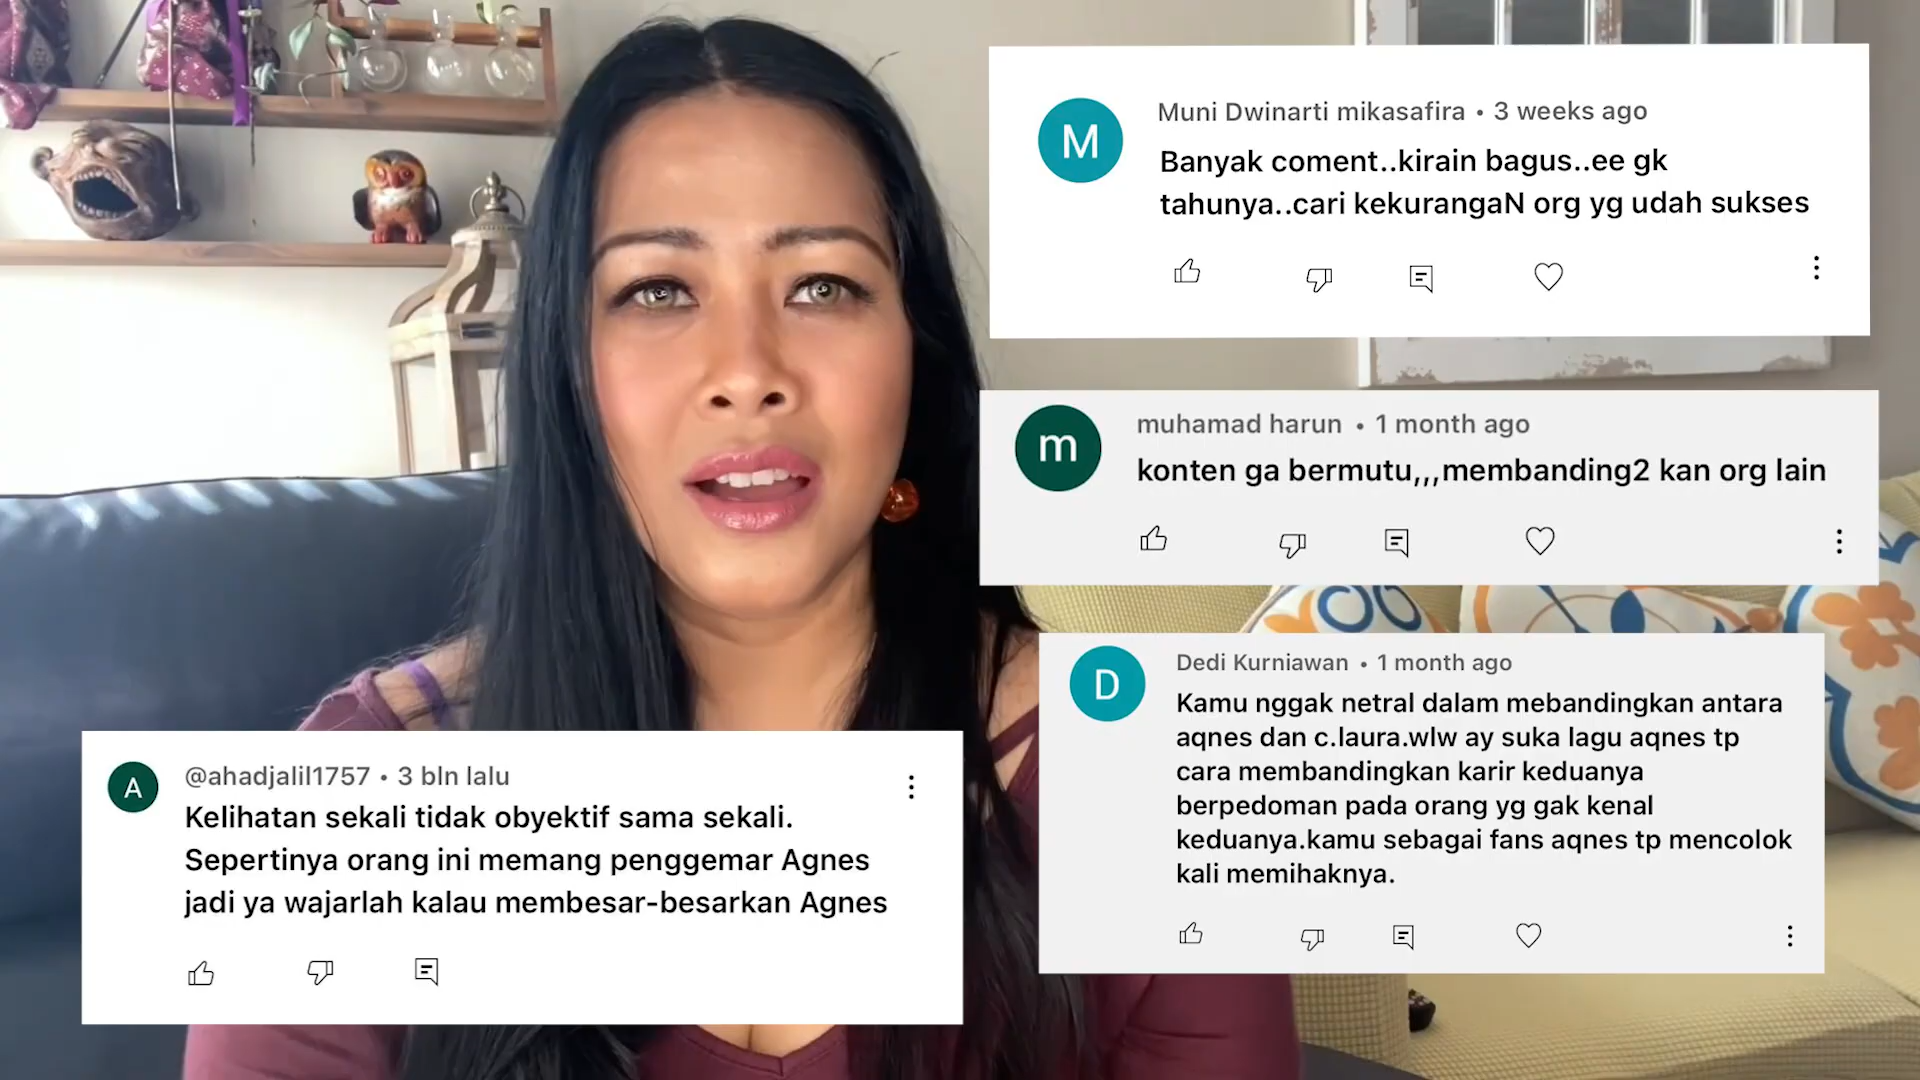 M
Muni Dwinarti mikasafira • 3 weeks ago
Banyak coment..kirain bagus..ee gk
tahunya..cari kekurangaN org yg udah sukses
m
muhamad harun • 1 month ago
konten ga bermutu,,,membanding2 kan org lain
D
Dedi Kurniawan • 1 month ago
Kamu nggak netral dalam mebandingkan antara
aqnes dan c.laura.wlw ay suka lagu aqnes tp
cara membandingkan karir keduanya
berpedoman pada orang yg gak kenal
keduanya.kamu sebagai fans aqnes tp mencolok
kali memihaknya.
A
@ahadjalil1757 • 3 bln lalu
Kelihatan sekali tidak obyektif sama sekali.
Sepertinya orang ini memang penggemar Agnes
jadi ya wajarlah kalau membesar-besarkan Agnes